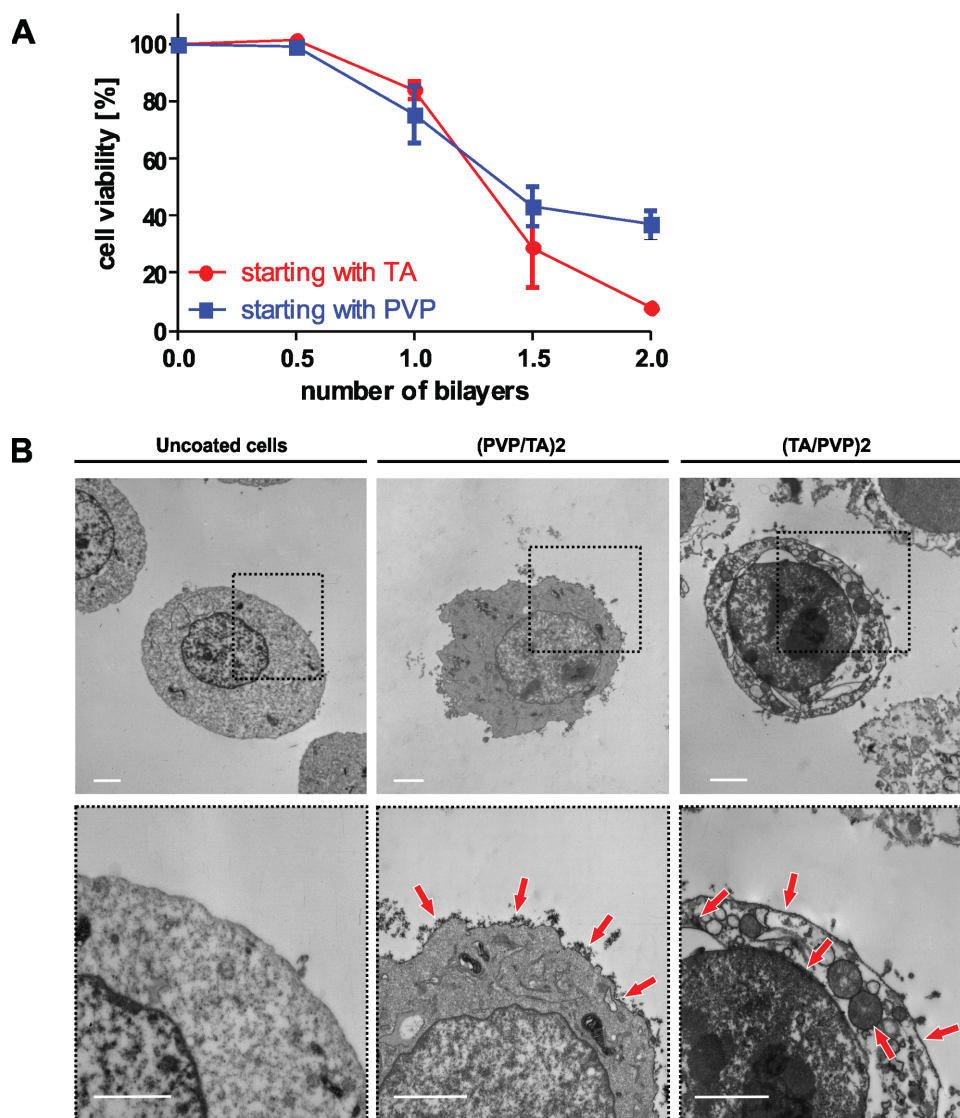 A
100
80
60
40
20
0
cell viability [%]
starting with TA
starting with PVP
0.0 0.5 1.0 1.5 2.0
number of bilayers
B
Uncoated cells (PVP/TA)2 (TA/PVP)2